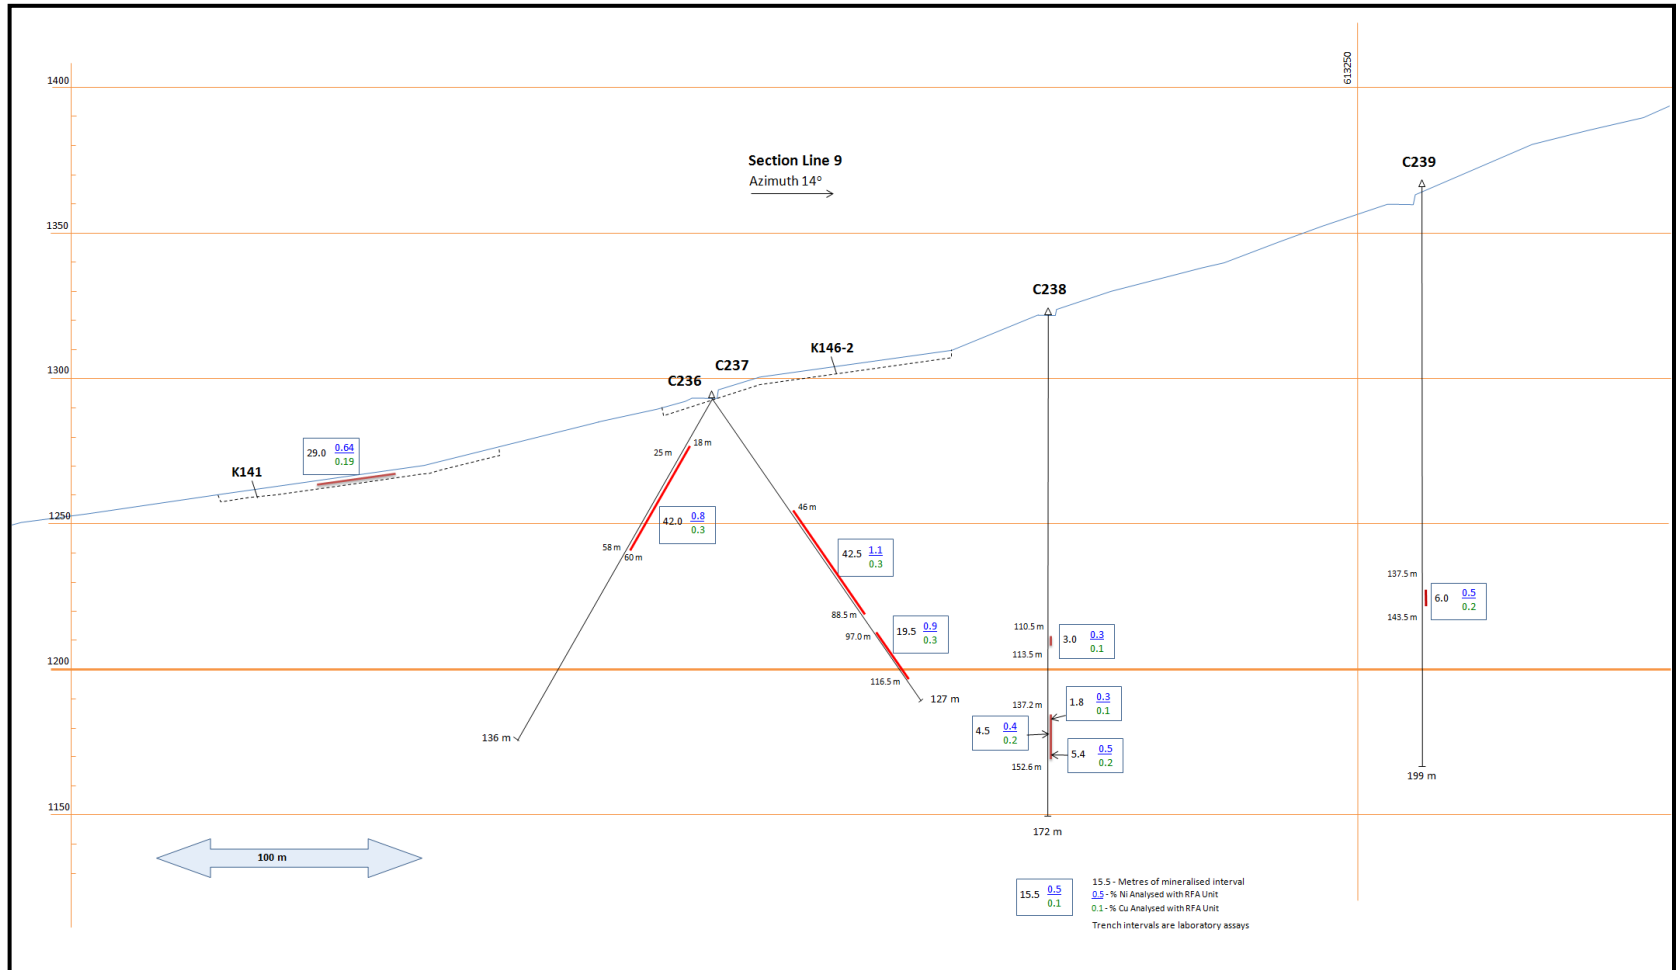 613250
1400
Section Line 9
Azimuth 14°
C239
1350
C238
K146-2
1300
C237
C236
18 m
25 m
29.0 0.64
0.19
K141
46 m
1250
42.0 0.8
0.3
58 m
60 m
42.5 1.1
0.3
137.5 m
6.0 0.5
0.2
143.5 m
88.5 m
97.0 m
19.5 0.9
0.3
110.5 m
3.0 0.3
0.1
113.5 m
1200
116.5 m
127 m
137.2 m
1.8 0.3
0.1
4.5 0.4
0.2
5.4 0.5
0.2
152.6 m
136 m
199 m
1150
172 m
100 m
15.5 0.5
0.1
15.5 - Metres of mineralised interval
0.5 - % Ni Analysed with RFA Unit
0.1 - % Cu Analysed with RFA Unit
Trench intervals are laboratory assays